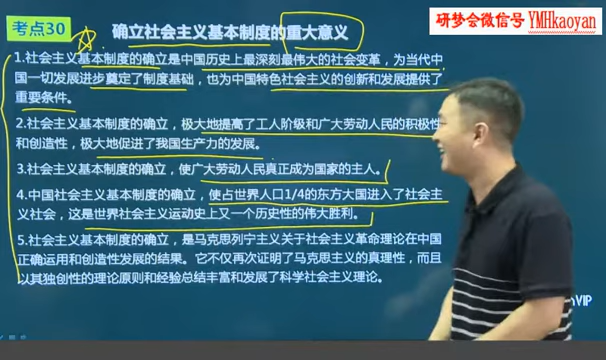 考点30
确立社会主义基本制度的重大意义
研梦会微信号
YMHkaoyan
1.社会主义基本制度的确立是中国历史上最深刻最伟大的社会变革，为当代中
国一切发展进步奠定了制度基础，也为中国特色社会主义的创新和发展提供了
重要条件。
2.社会主义基本制度的确立，极大地提高了工人阶级和广大劳动人民的积极性
和创造性，极大地促进了我国生产力的发展。
3.社会主义基本制度的确立，使广大劳动人民真正成为国家的主人。
4.中国社会主义基本制度的确立，使占世界人口1/4的东方大国进入了社会主
义社会，这是世界社会主义运动史上又一个历史性的伟大胜利。
5.社会主义基本制度的确立，是马克思列宁主义关于社会主义革命理论在中国
正确运用和创造性发展的结果。它不仅再次证明了马克思主义的真理性，而且
以其独创性的理论原则和经验总结丰富和发展了科学社会主义理论。
VIP